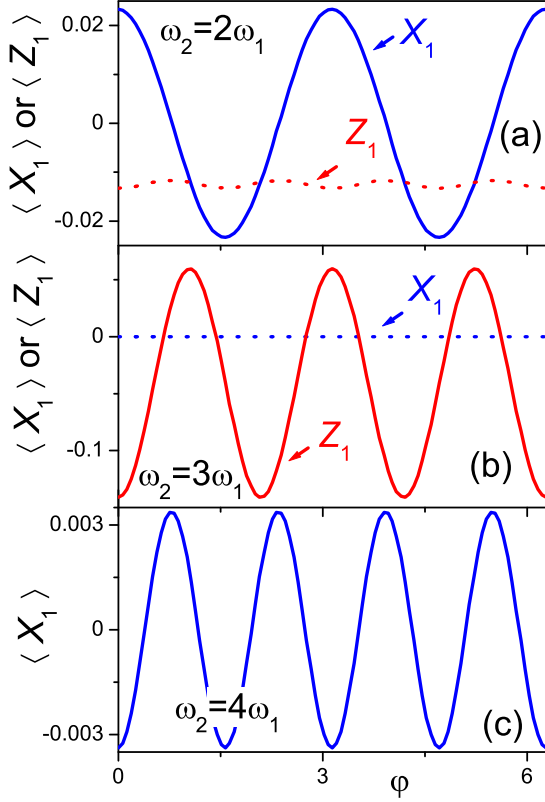 0.02
ω₂=2ω₁
X₁
⟨X₁⟩ or ⟨Z₁⟩
0
Z₁
(a)
-0.02
X₁
⟨X₁⟩ or ⟨Z₁⟩
0
Z₁
-0.1
ω₂=3ω₁
(b)
0.003
⟨X₁⟩
0
ω₂=4ω₁
-0.003
(c)
0 3 6
φ